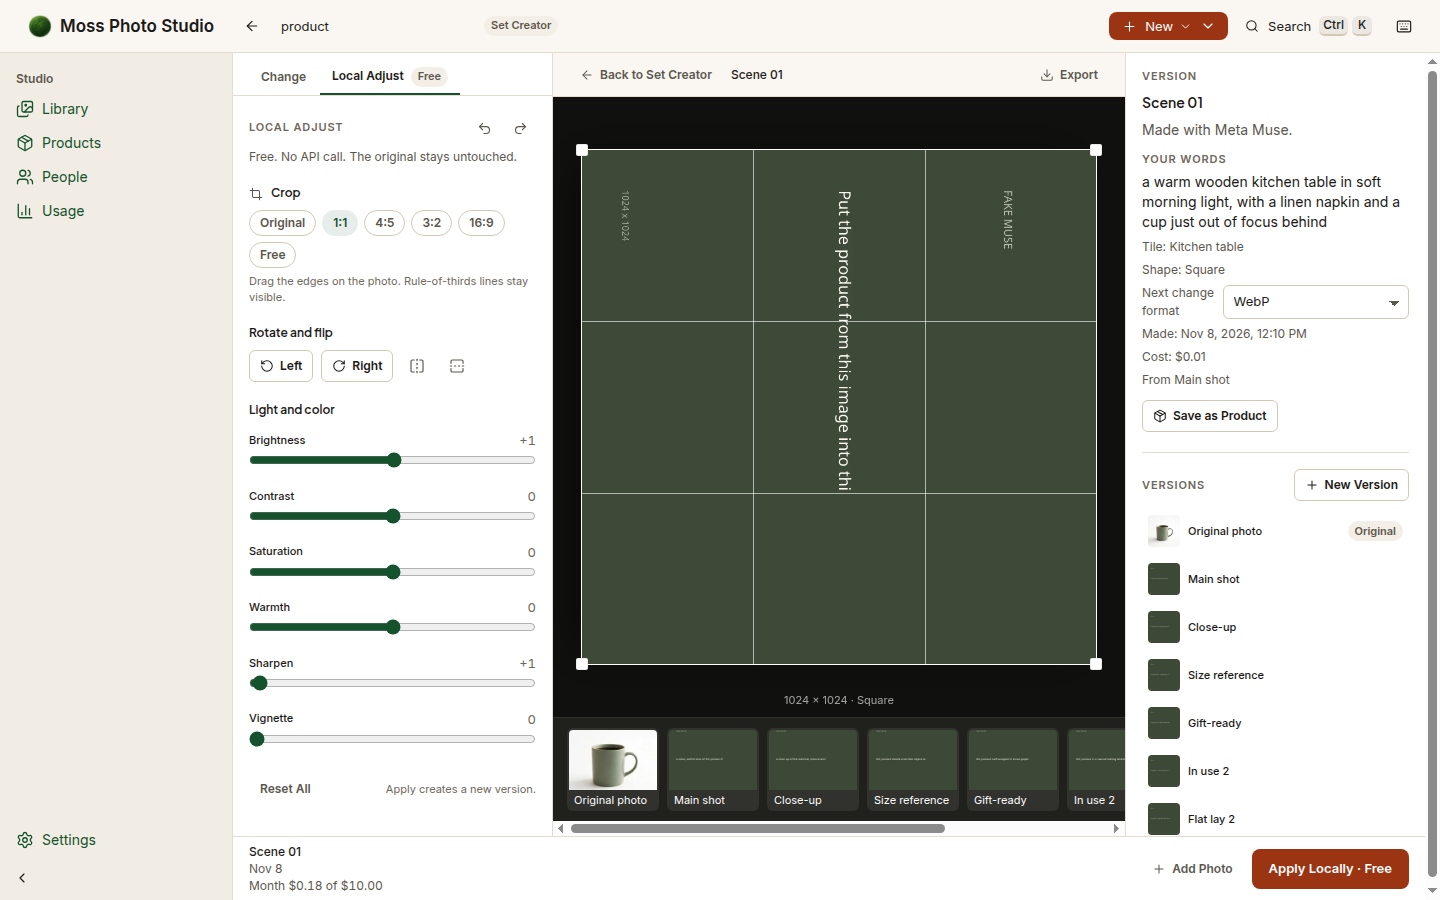 Moss Photo Studio
product
Set Creator
New
Search
Ctrl
K
Studio
Library
Products
People
Usage
Settings
Change
Local Adjust
Free
LOCAL ADJUST
Free. No API call. The original stays untouched.
Crop
Original
1:1
4:5
3:2
16:9
Free
Drag the edges on the photo. Rule-of-thirds lines stay
visible.
Rotate and flip
Left
Right
Light and color
Brightness
+1
Contrast
0
Saturation
0
Warmth
0
Sharpen
+1
Vignette
0
Reset All
Apply creates a new version.
Back to Set Creator
Scene 01
Export
1024 x 1024
Put the product from this image into thi
FAKE MUSE
1024 × 1024 · Square
Original photo
Main shot
Close-up
Size reference
Gift-ready
In use 2
VERSION
Scene 01
Made with Meta Muse.
YOUR WORDS
a warm wooden kitchen table in soft
morning light, with a linen napkin and a
cup just out of focus behind
Tile: Kitchen table
Shape: Square
Next change
format
WebP
Made: Nov 8, 2026, 12:10 PM
Cost: $0.01
From Main shot
Save as Product
VERSIONS
New Version
Original photo
Original
Main shot
Close-up
Size reference
Gift-ready
In use 2
Flat lay 2
Scene 01
Nov 8
Month $0.18 of $10.00
Add Photo
Apply Locally · Free